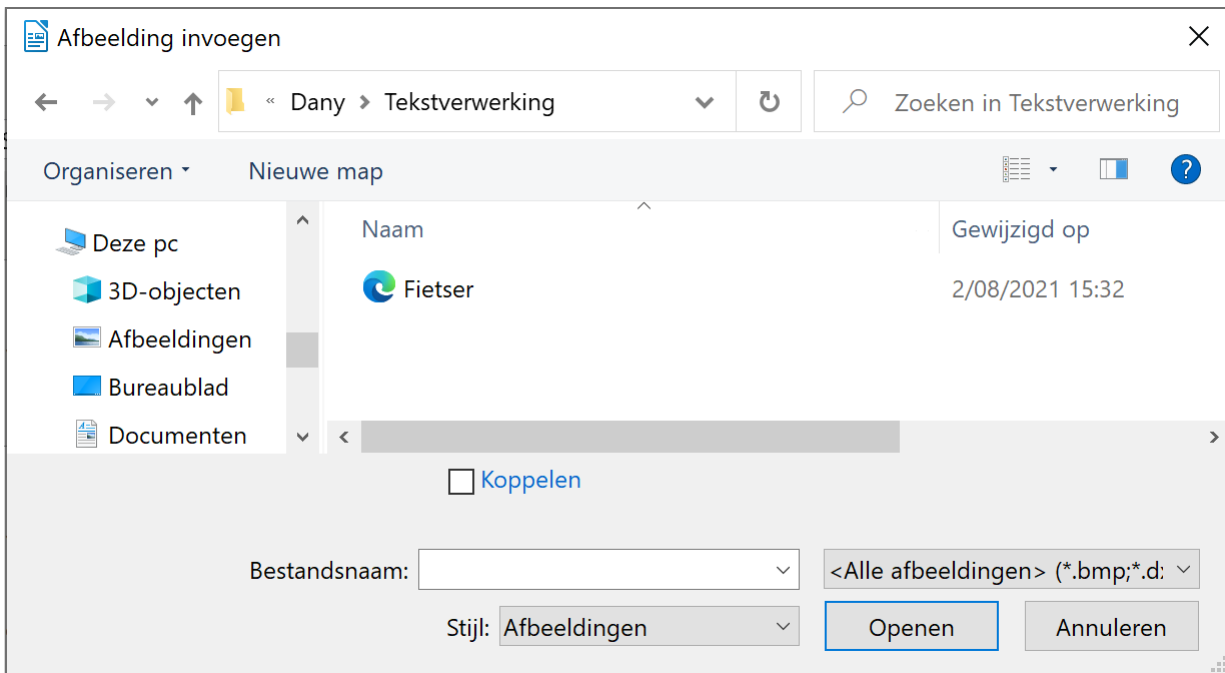 Afbeelding invoegen
« Dany > Tekstverwerking
Zoeken in Tekstverwerking
Organiseren
Nieuwe map
?
Deze pc
3D-objecten
Afbeeldingen
Bureaublad
Documenten
Naam
Gewijzigd op
Fietser
2/08/2021 15:32
Koppelen
Bestandsnaam:
<Alle afbeeldingen> (*.bmp;*.d
Stijl: Afbeeldingen
Openen
Annuleren